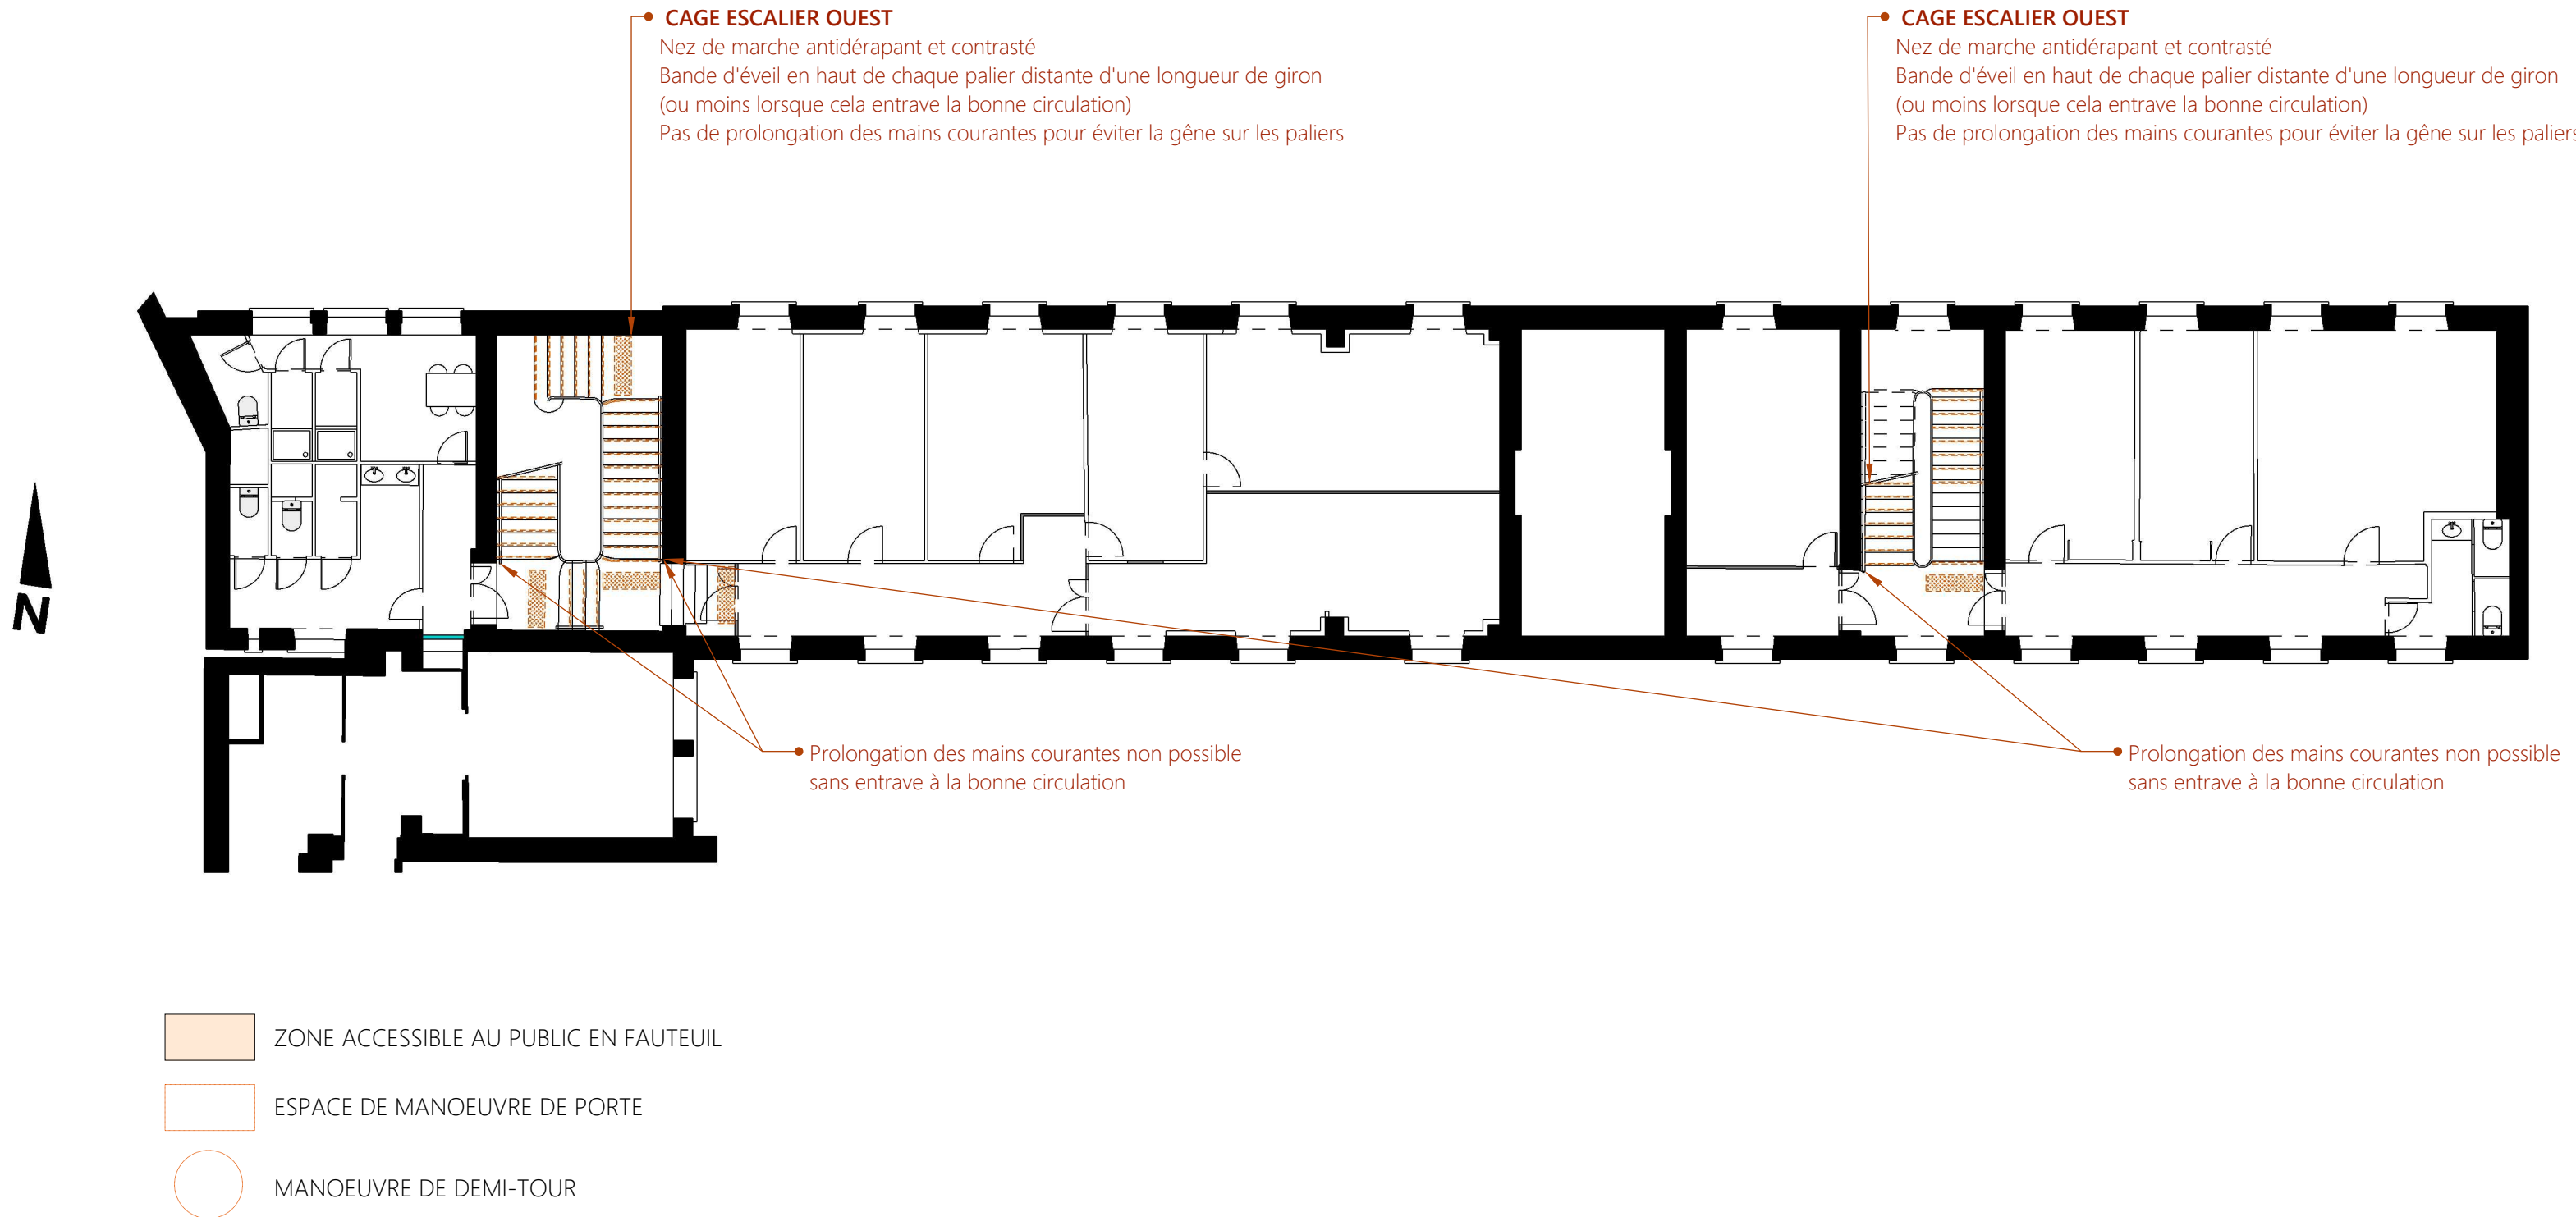 CAGE ESCALIER OUEST
Nez de marche antidérapant et contrasté
Bande d'éveil en haut de chaque palier distante d'une longueur de giron
(ou moins lorsque cela entrave la bonne circulation)
Pas de prolongation des mains courantes pour éviter la gêne sur les paliers
CAGE ESCALIER OUEST
Nez de marche antidérapant et contrasté
Bande d'éveil en haut de chaque palier distante d'une longueur de giron
(ou moins lorsque cela entrave la bonne circulation)
Pas de prolongation des mains courantes pour éviter la gêne sur les paliers
N
Prolongation des mains courantes non possible
sans entrave à la bonne circulation
Prolongation des mains courantes non possible
sans entrave à la bonne circulation
ZONE ACCESSIBLE AU PUBLIC EN FAUTEUIL
ESPACE DE MANOEUVRE DE PORTE
MANOEUVRE DE DEMI-TOUR